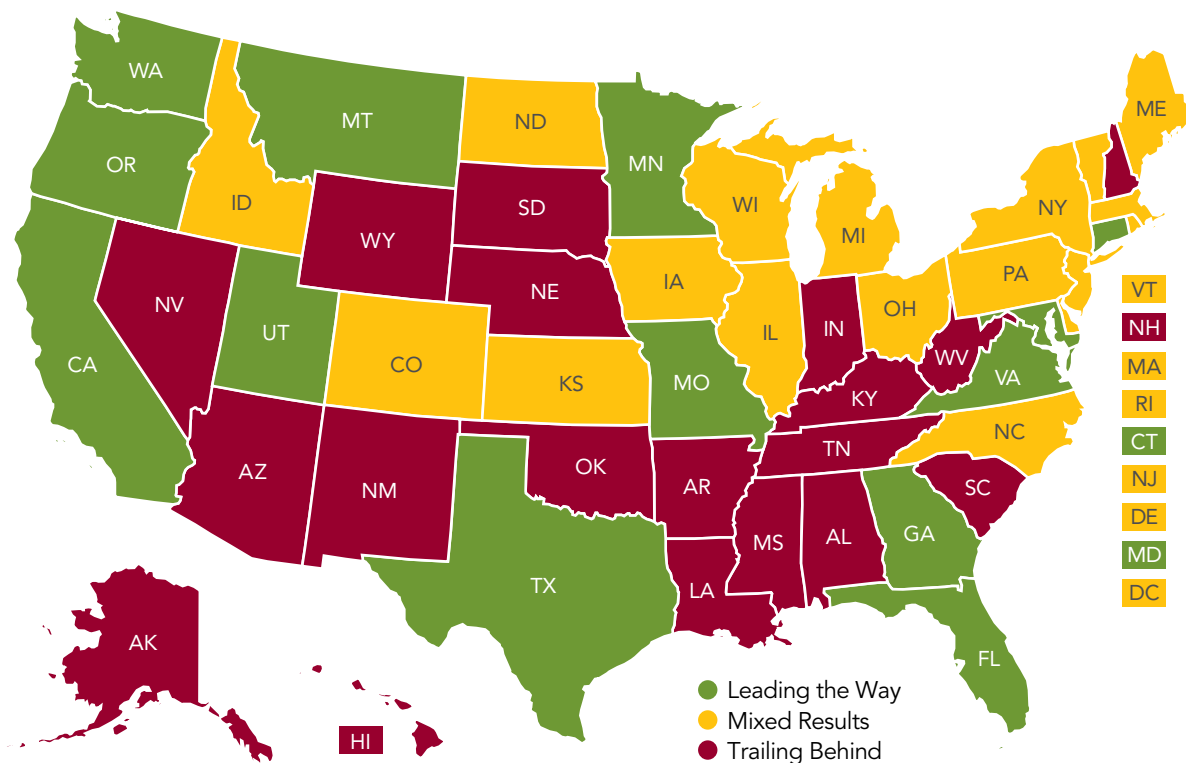 WA
MT
ND
MN
ME
OR
ID
SD
WI
NY
WY
MI
NE
IA
PA
NV
UT
CO
KS
IL
IN
OH
WV
VA
CA
MO
KY
NC
AZ
NM
OK
AR
TN
SC
MS
AL
GA
LA
TX
FL
AK
HI
VT
NH
MA
RI
CT
NJ
DE
MD
DC
Leading the Way
Mixed Results
Trailing Behind